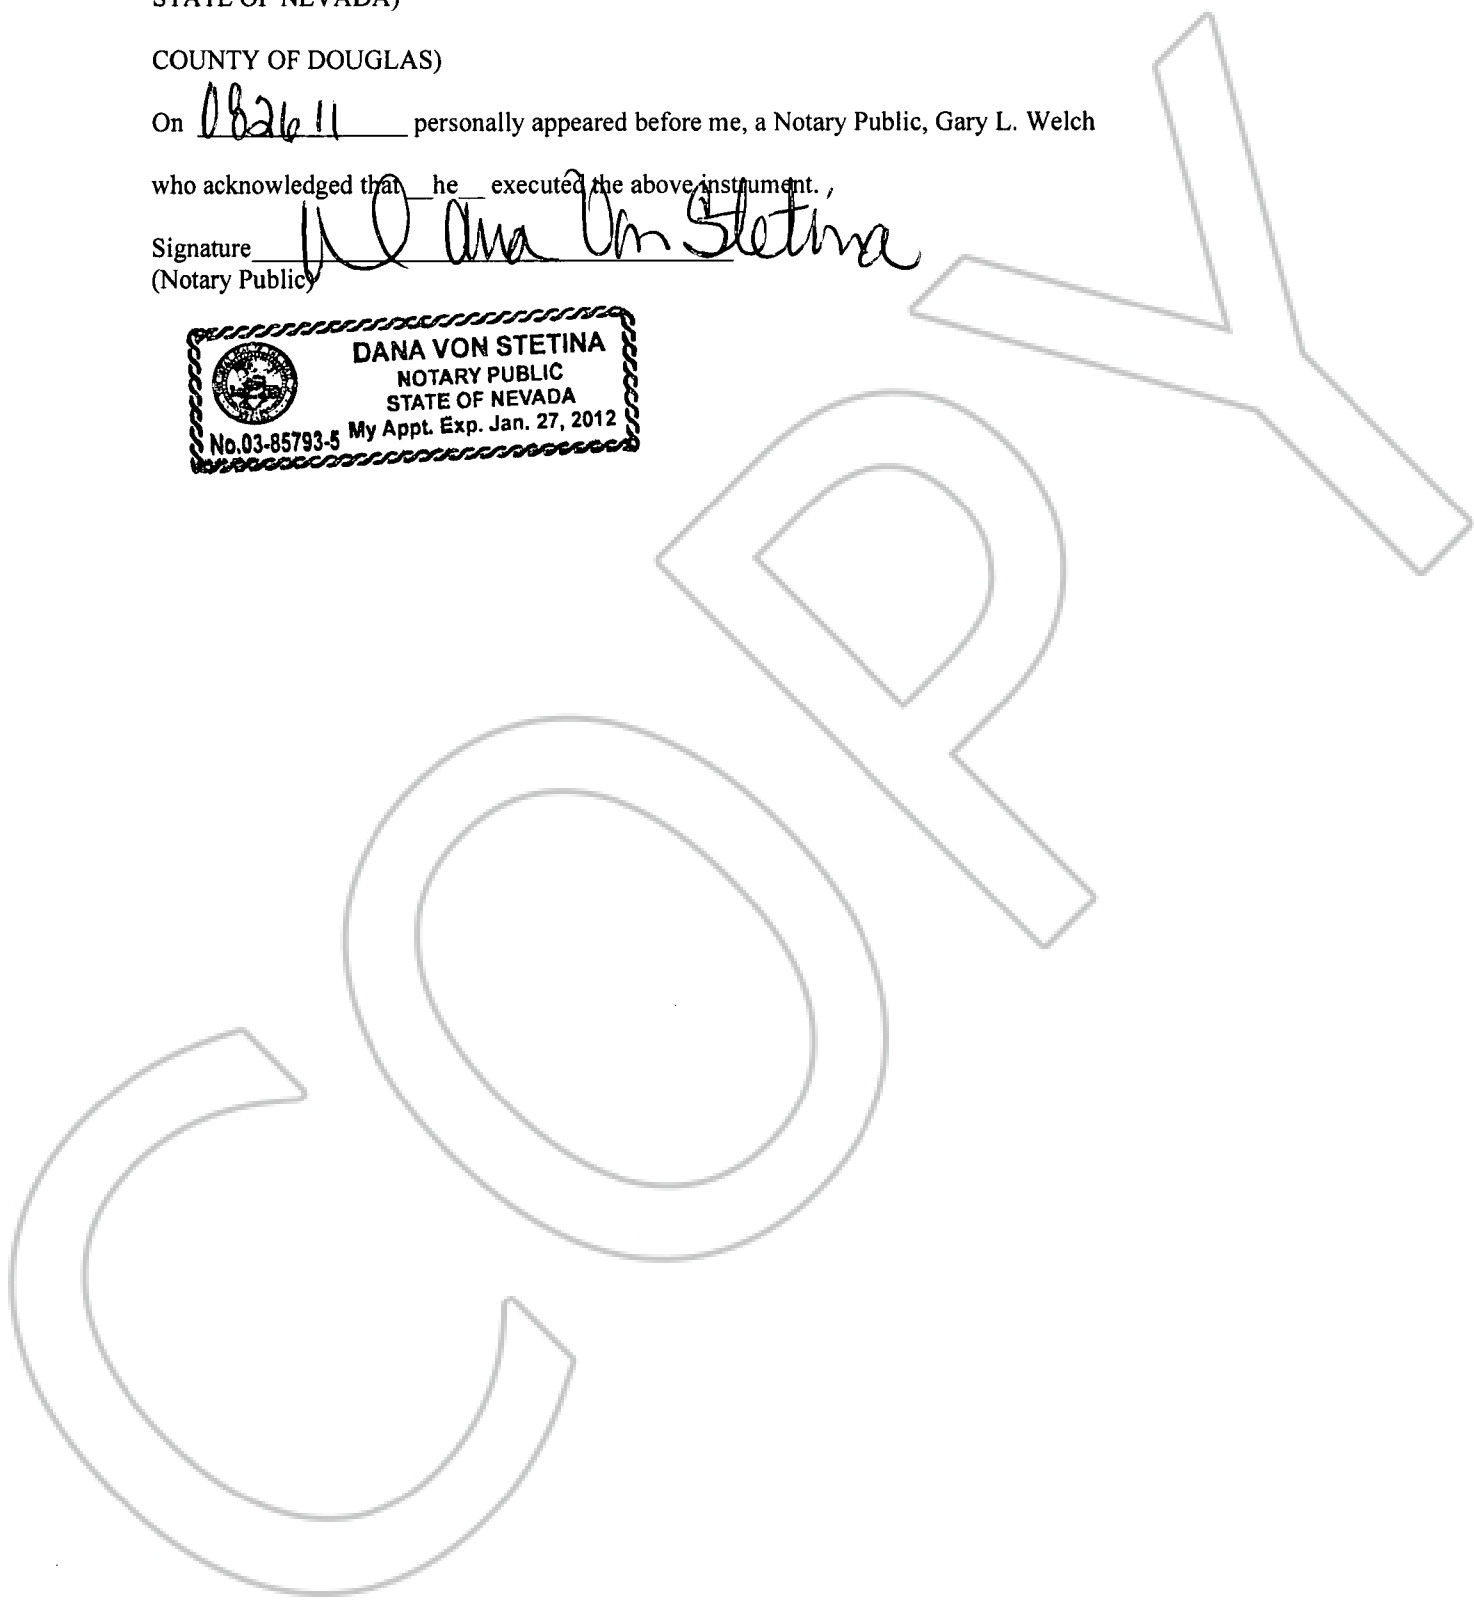 STATE OF NEVADA)
COUNTY OF DOUGLAS)
On 082611 personally appeared before me, a Notary Public, Gary L. Welch
who acknowledged that __he__ executed the above instrument.
Signature Dana Von Stetina
(Notary Public)
DANA VON STETINA
NOTARY PUBLIC
STATE OF NEVADA
No.03-85793-5 My Appt. Exp. Jan. 27, 2012
COPY